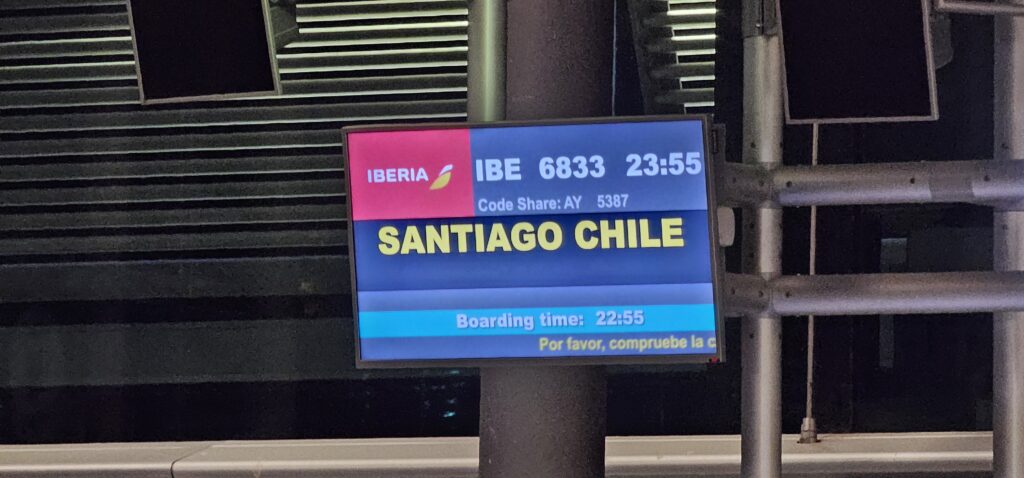 IBERIA IBE 6833 23:55
Code Share: AY 5387
SANTIAGO CHILE
Boarding time: 22:55
Por favor, compruebe la c